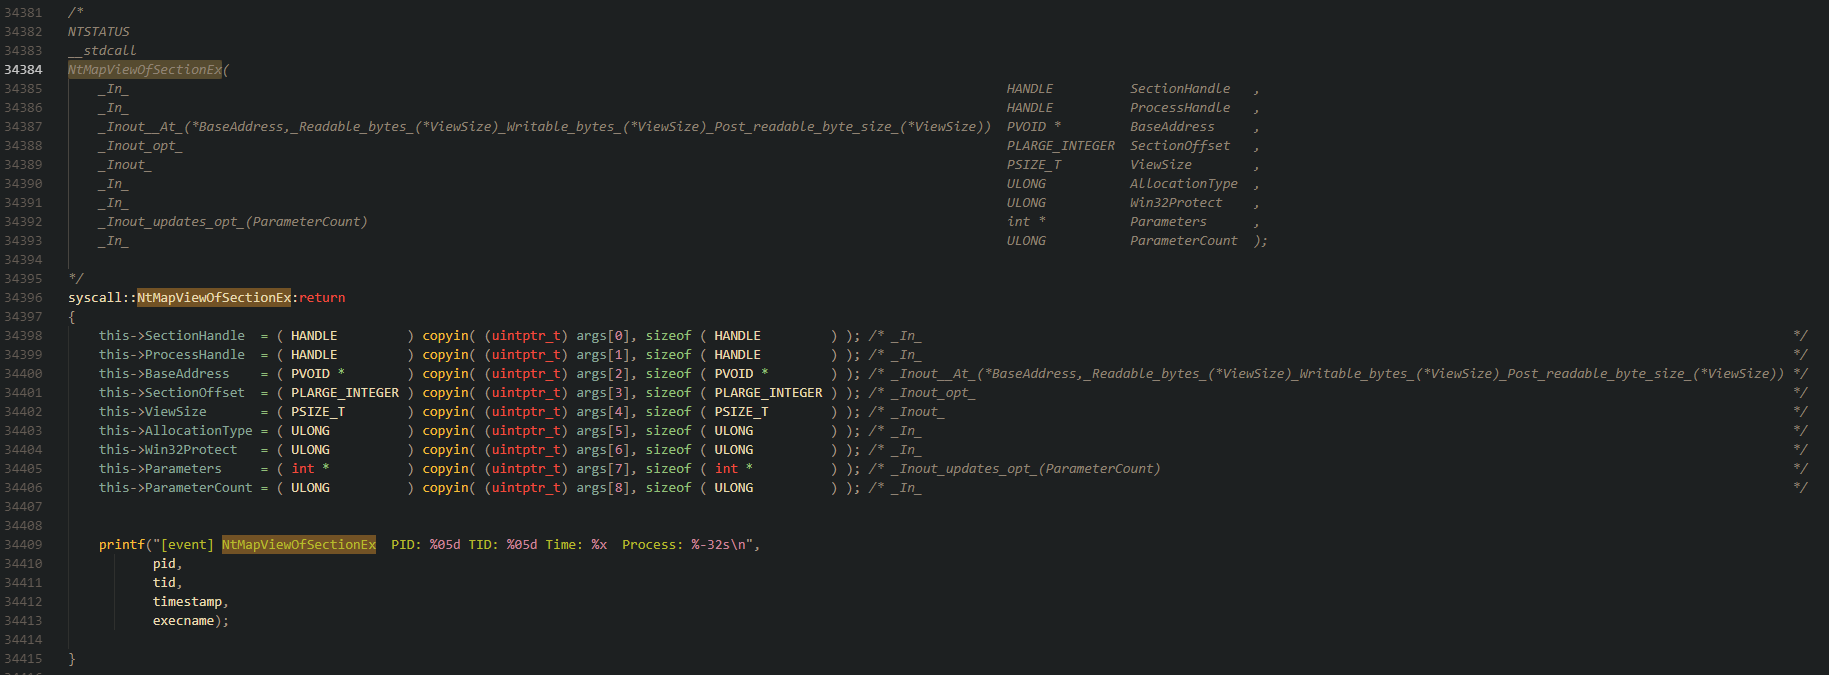 34381 /*
34382 NTSTATUS
34383 __stdcall
34384 NtMapViewOfSectionEx(
34385 _In_ HANDLE SectionHandle ,
34386 _In_ HANDLE ProcessHandle ,
34387 _Inout__At_(*BaseAddress,_Readable_bytes_(*ViewSize)_Writable_bytes_(*ViewSize)_Post_readable_byte_size_(*ViewSize)) PVOID * BaseAddress ,
34388 _Inout_opt_ PLARGE_INTEGER SectionOffset ,
34389 _Inout_ PSIZE_T ViewSize ,
34390 _In_ ULONG AllocationType ,
34391 _In_ ULONG Win32Protect ,
34392 _Inout_updates_opt_(ParameterCount) int * Parameters ,
34393 _In_ ULONG ParameterCount );
34394
34395 */
34396 syscall::NtMapViewOfSectionEx:return
34397 {
34398 this->SectionHandle = ( HANDLE ) copyin( (uintptr_t) args[0], sizeof ( HANDLE ) ); /* _In_ */
34399 this->ProcessHandle = ( HANDLE ) copyin( (uintptr_t) args[1], sizeof ( HANDLE ) ); /* _In_ */
34400 this->BaseAddress = ( PVOID * ) copyin( (uintptr_t) args[2], sizeof ( PVOID * ) ); /* _Inout__At_(*BaseAddress,_Readable_bytes_(*ViewSize)_Writable_bytes_(*ViewSize)_Post_readable_byte_size_(*ViewSize)) */
34401 this->SectionOffset = ( PLARGE_INTEGER ) copyin( (uintptr_t) args[3], sizeof ( PLARGE_INTEGER ) ); /* _Inout_opt_ */
34402 this->ViewSize = ( PSIZE_T ) copyin( (uintptr_t) args[4], sizeof ( PSIZE_T ) ); /* _Inout_ */
34403 this->AllocationType = ( ULONG ) copyin( (uintptr_t) args[5], sizeof ( ULONG ) ); /* _In_ */
34404 this->Win32Protect = ( ULONG ) copyin( (uintptr_t) args[6], sizeof ( ULONG ) ); /* _In_ */
34405 this->Parameters = ( int * ) copyin( (uintptr_t) args[7], sizeof ( int * ) ); /* _Inout_updates_opt_(ParameterCount) */
34406 this->ParameterCount = ( ULONG ) copyin( (uintptr_t) args[8], sizeof ( ULONG ) ); /* _In_ */
34407
34408
34409 printf("[event] NtMapViewOfSectionEx PID: %05d TID: %05d Time: %x Process: %-32s\n",
34410 pid,
34411 tid,
34412 timestamp,
34413 execname);
34414
34415 }